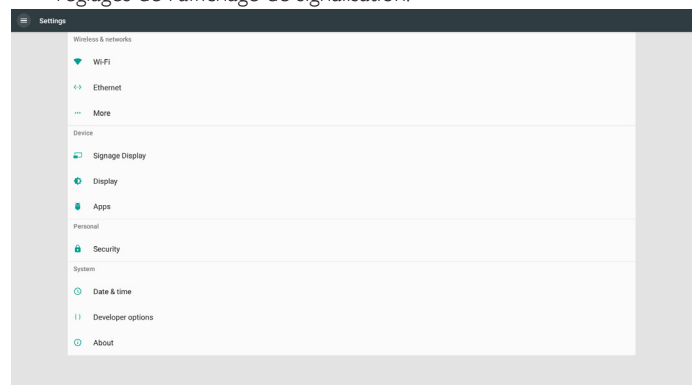 réglages de l'affichage de signalisation.
Settings
Wireless & networks
Wi-Fi
Ethernet
More
Device
Signage Display
Display
Apps
Personal
Security
System
Date & time
Developer options
About